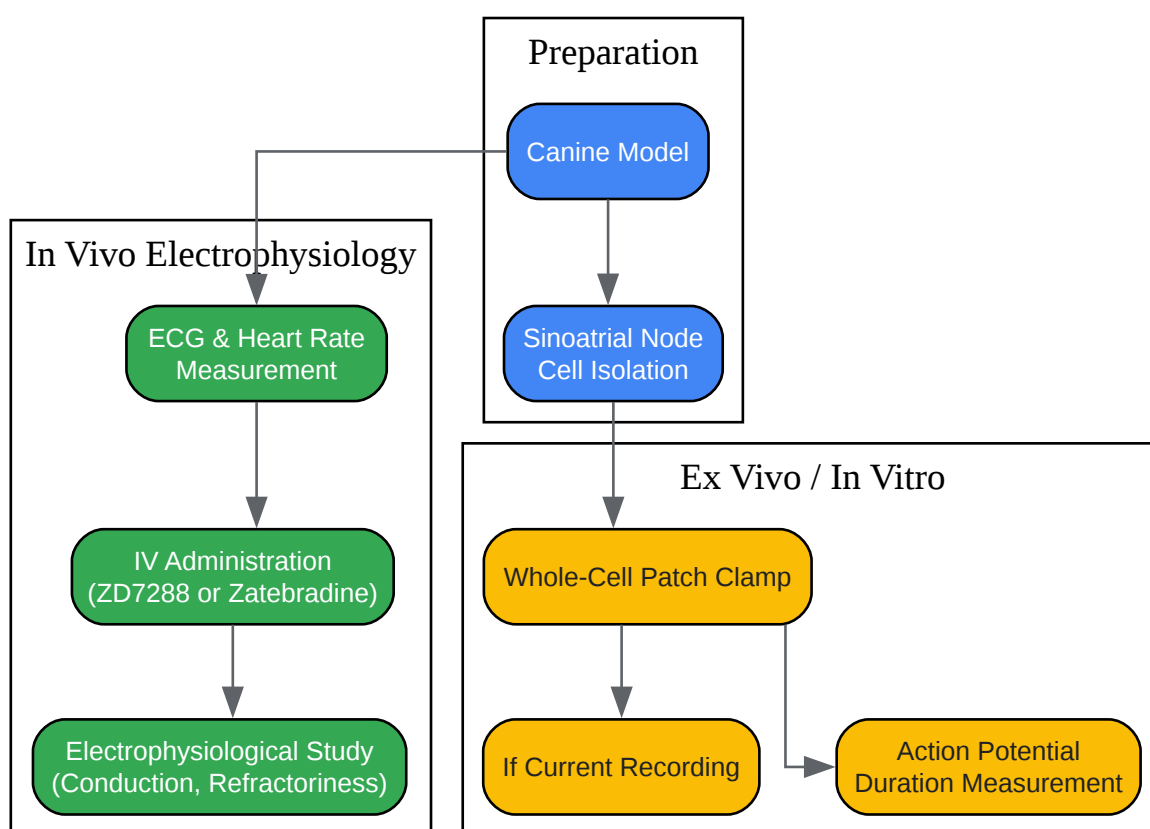 Preparation
Canine Model
Sinoatrial Node
Cell Isolation
In Vivo Electrophysiology
ECG & Heart Rate
Measurement
IV Administration
(ZD7288 or Zatebradine)
Electrophysiological Study
(Conduction, Refractoriness)
Ex Vivo / In Vitro
Whole-Cell Patch Clamp
If Current Recording
Action Potential
Duration Measurement